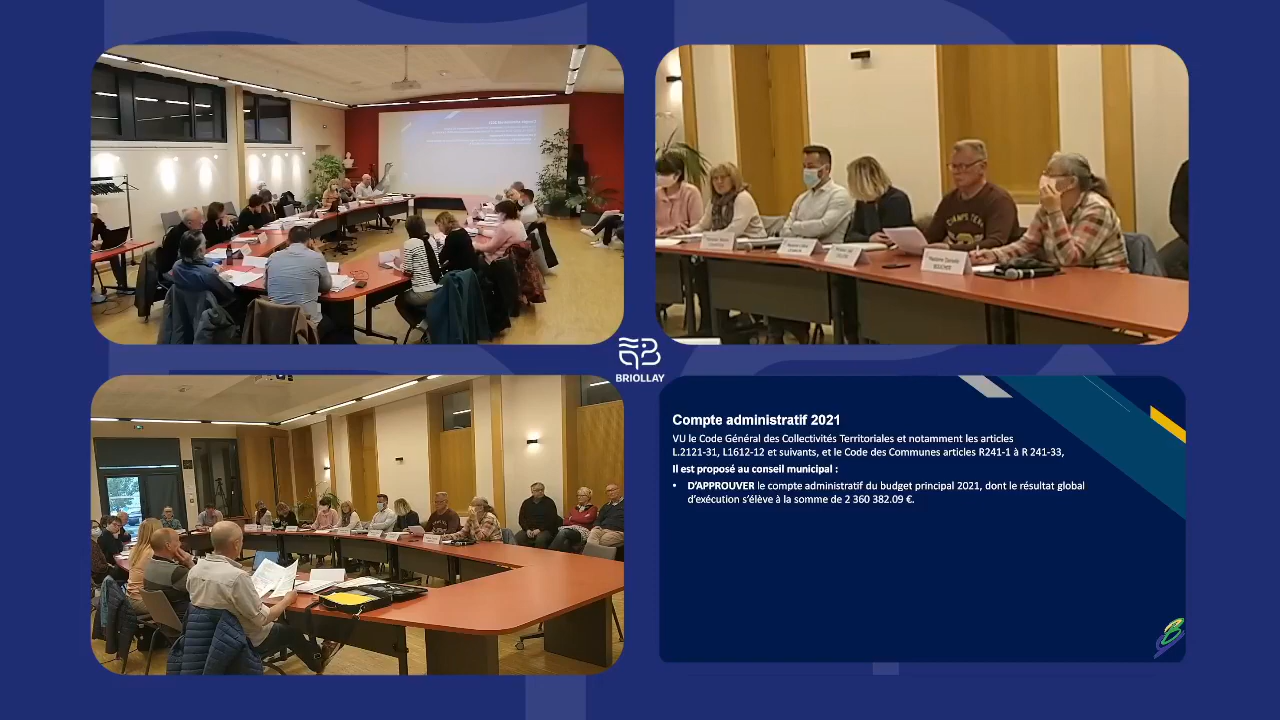 BRIOLLAY
Madame Danielle
BOUCHER
Compte administratif 2021
VU le Code Général des Collectivités Territoriales et notamment les articles
L.2121-31, L1612-12 et suivants, et le Code des Communes articles R241-1 à R 241-33,
Il est proposé au conseil municipal :
• D'APPROUVER le compte administratif du budget principal 2021, dont le résultat global
d'exécution s'élève à la somme de 2 360 382.09 €.